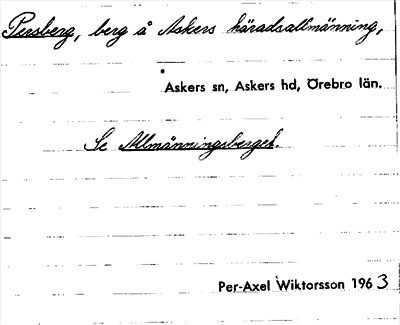 Persberg, berg å Askers häradsallmänning,
Askers sn, Askers hd, Örebro län.
Se Allmänningsberget.
Per-Axel Wiktorsson 1963